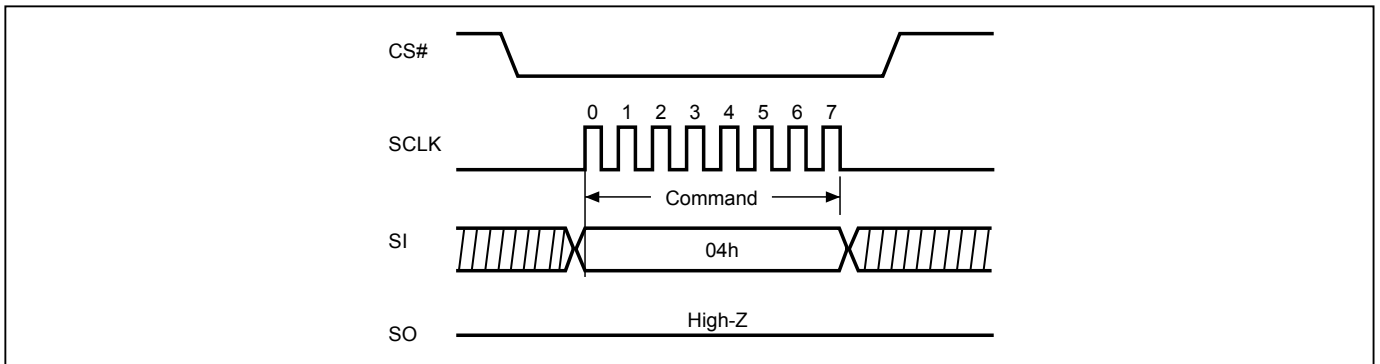 CS#
0 1 2 3 4 5 6 7
SCLK
Command
SI
04h
High-Z
SO